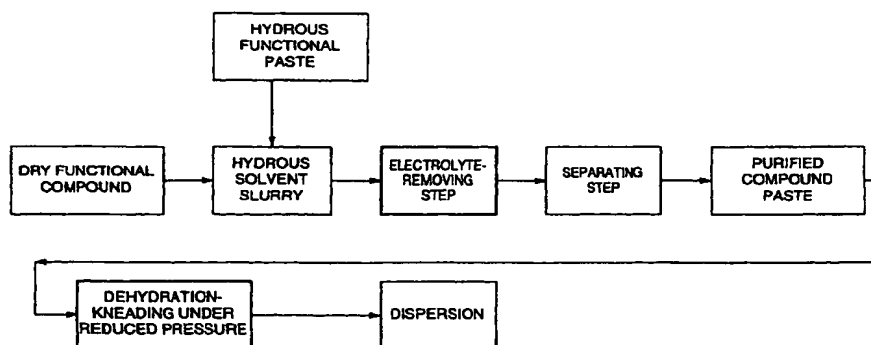 HYDROUS
FUNCTIONAL
PASTE
DRY FUNCTIONAL
COMPOUND
HYDROUS
SOLVENT
SLURRY
ELECTROLYTE-
REMOVING
STEP
SEPARATING
STEP
PURIFIED
COMPOUND
PASTE
DEHYDRATION-
KNEADING UNDER
REDUCED PRESSURE
DISPERSION